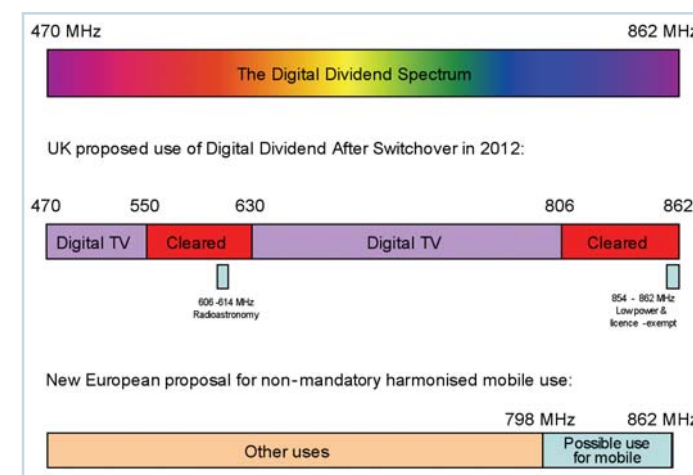 470 MHz 862 MHz
The Digital Dividend Spectrum
UK proposed use of Digital Dividend After Switchover in 2012:
470 550 630 806 862
Digital TV Cleared Digital TV Cleared
606 -614 MHz
Radioastronomy
854 - 862 MHz
Low power &
licence -exempt
New European proposal for non-mandatory harmonised mobile use:
798 MHz 862 MHz
Other uses
Possible use
for mobile